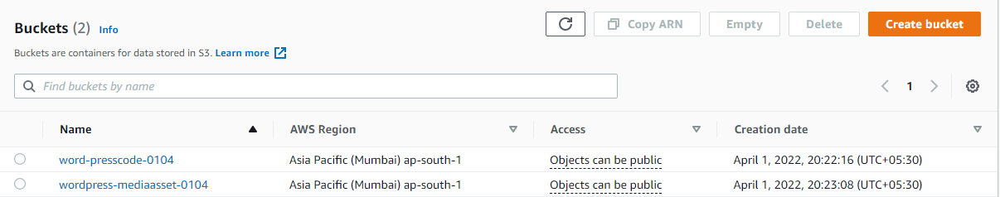 Buckets (2) Info
Copy ARN Empty Delete Create bucket
Buckets are containers for data stored in S3. Learn more
Find buckets by name
1
Name AWS Region Access Creation date
word-presscode-0104 Asia Pacific (Mumbai) ap-south-1 Objects can be public April 1, 2022, 20:22:16 (UTC+05:30)
wordpress-mediaasset-0104 Asia Pacific (Mumbai) ap-south-1 Objects can be public April 1, 2022, 20:23:08 (UTC+05:30)